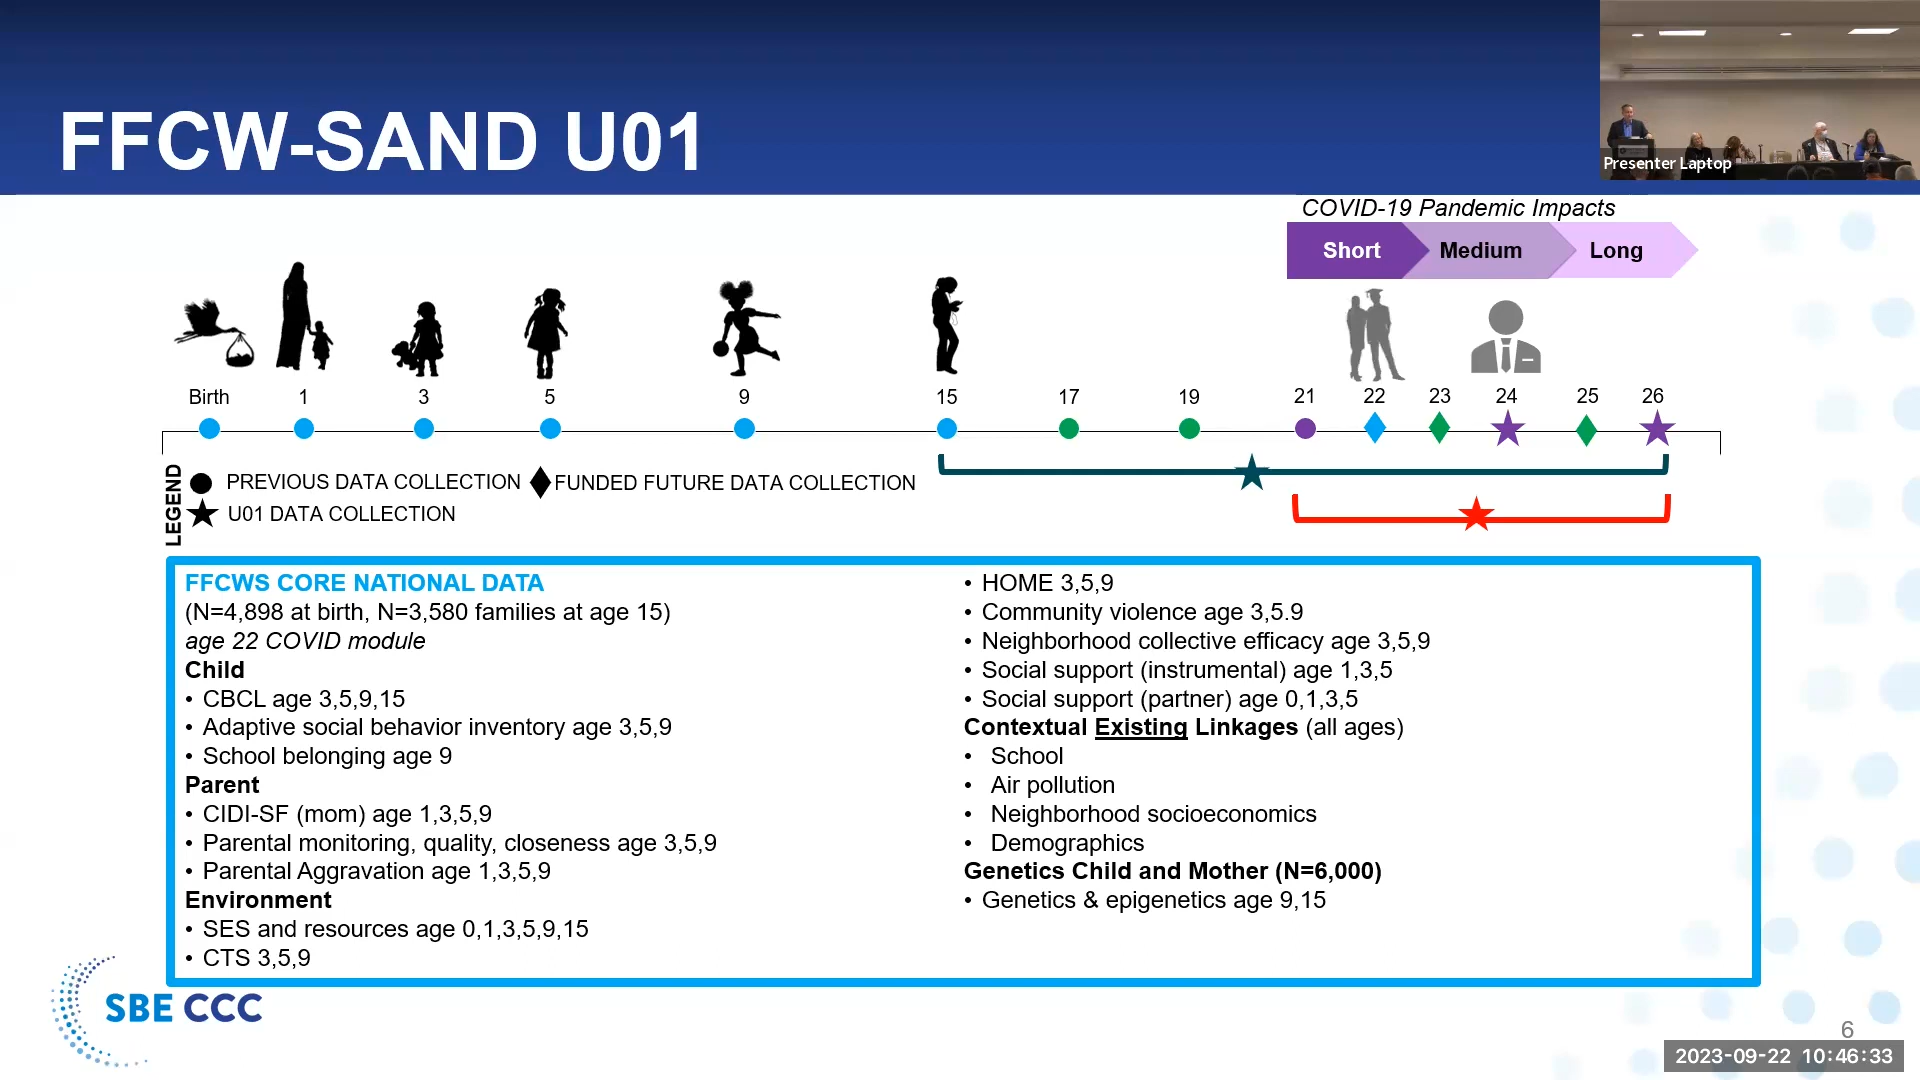 FFCW-SAND U01
Presenter Laptop
COVID-19 Pandemic Impacts
Short Medium Long
Birth 1 3 5 9 15 17 19 21 22 23 24 25 26
LEGEND
PREVIOUS DATA COLLECTION FUNDED FUTURE DATA COLLECTION
U01 DATA COLLECTION
FFCWS CORE NATIONAL DATA
(N=4,898 at birth, N=3,580 families at age 15)
age 22 COVID module
Child
• CBCL age 3,5,9,15
• Adaptive social behavior inventory age 3,5,9
• School belonging age 9
Parent
• CIDI-SF (mom) age 1,3,5,9
• Parental monitoring, quality, closeness age 3,5,9
• Parental Aggravation age 1,3,5,9
Environment
• SES and resources age 0,1,3,5,9,15
• CTS 3,5,9
• HOME 3,5,9
• Community violence age 3,5.9
• Neighborhood collective efficacy age 3,5,9
• Social support (instrumental) age 1,3,5
• Social support (partner) age 0,1,3,5
Contextual Existing Linkages (all ages)
• School
• Air pollution
• Neighborhood socioeconomics
• Demographics
Genetics Child and Mother (N=6,000)
• Genetics & epigenetics age 9,15
SBE CCC
6
2023-09-22 10:46:33